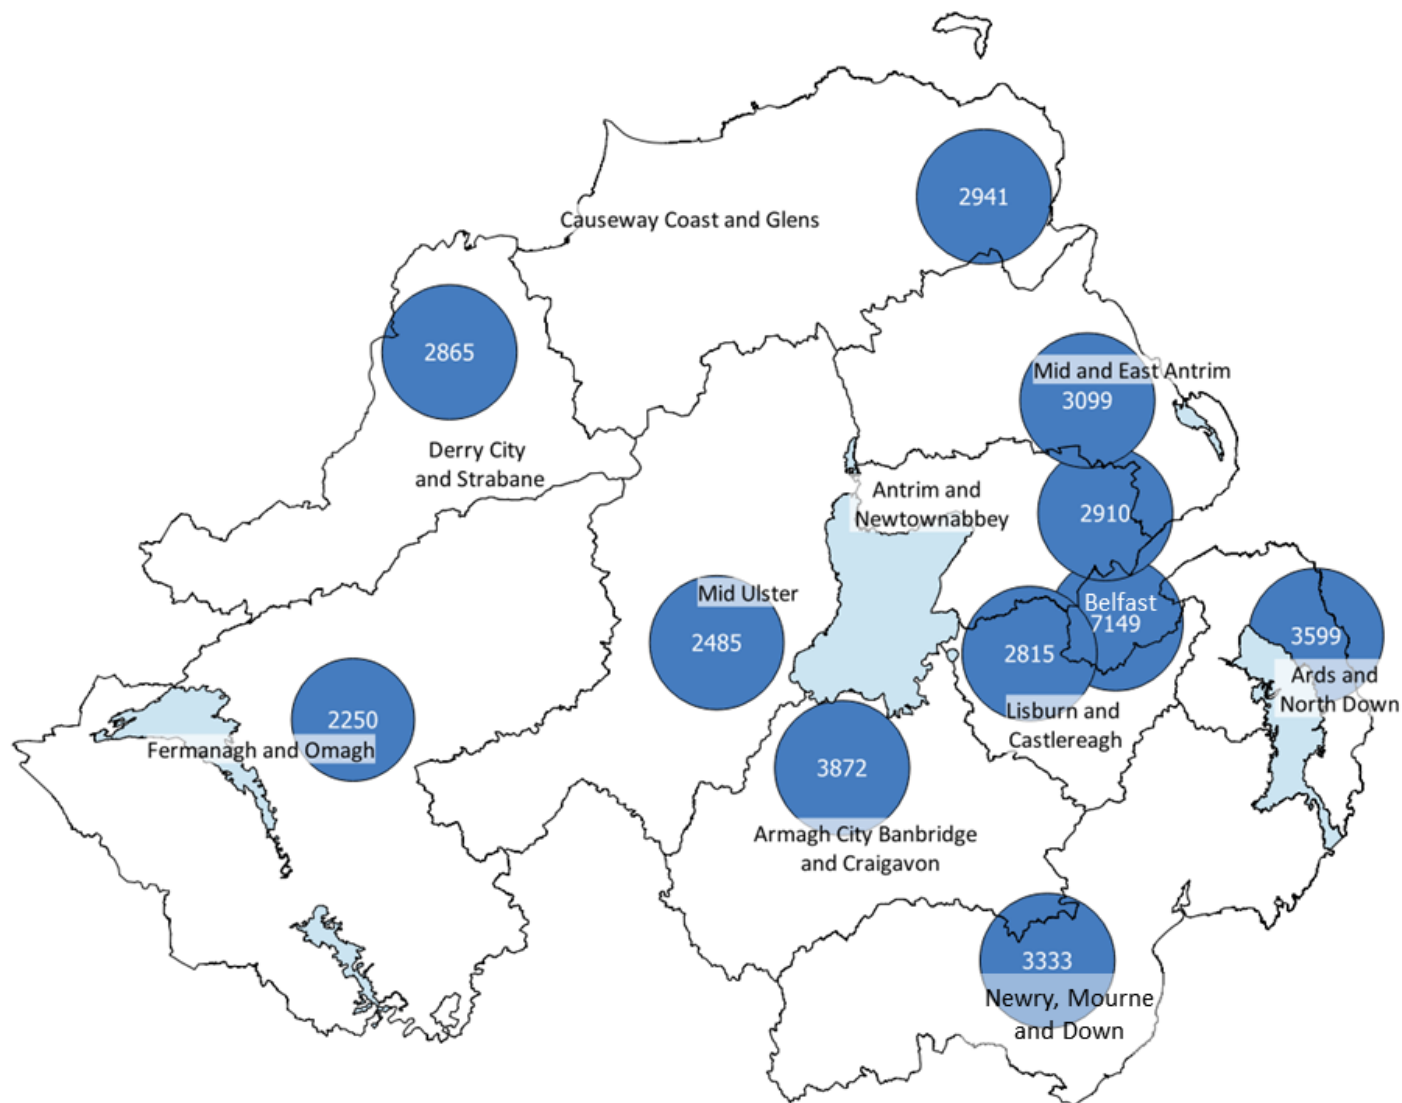 2941
Causeway Coast and Glens
2865
Derry City
and Strabane
Mid and East Antrim
3099
Antrim and
Newtownabbey
2910
Mid Ulster
2485
Belfast
7149
2815
Lisburn and
Castlereagh
3599
Ards and
North Down
2250
Fermanagh and Omagh
3872
Armagh City Banbridge
and Craigavon
3333
Newry, Mourne
and Down